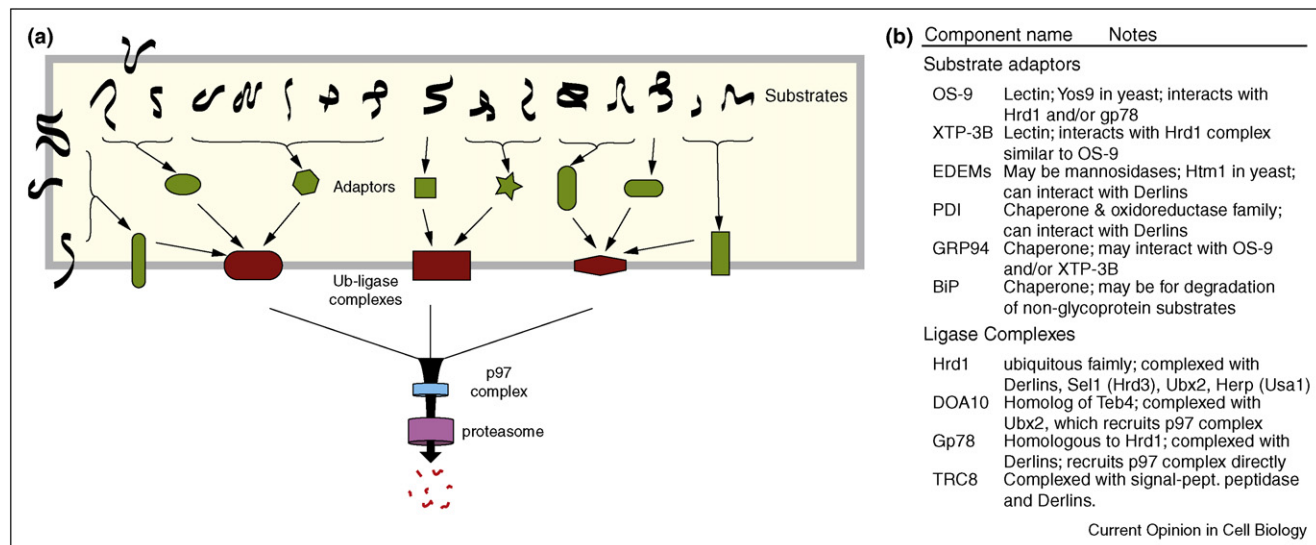 (a)
Substrates
Adaptors
Ub-ligase
complexes
p97
complex
proteasome
(b) Component name Notes
Substrate adaptors
OS-9 Lectin; Yos9 in yeast; interacts with
Hrd1 and/or gp78
XTP-3B Lectin; interacts with Hrd1 complex
similar to OS-9
EDEMs May be mannosidases; Htm1 in yeast;
can interact with Derlins
PDI Chaperone & oxidoreductase family;
can interact with Derlins
GRP94 Chaperone; may interact with OS-9
and/or XTP-3B
BiP Chaperone; may be for degradation
of non-glycoprotein substrates
Ligase Complexes
Hrd1 ubiquitous faimly; complexed with
Derlins, Sel1 (Hrd3), Ubx2, Herp (Usa1)
DOA10 Homolog of Teb4; complexed with
Ubx2, which recruits p97 complex
Gp78 Homologous to Hrd1; complexed with
Derlins; recruits p97 complex directly
TRC8 Complexed with signal-pept. peptidase
and Derlins.
Current Opinion in Cell Biology